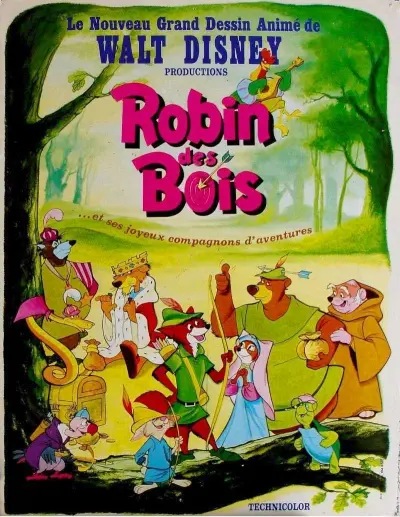 Le Nouveau Grand Dessin Animé de
WALT DISNEY
PRODUCTIONS
Robin
des
Bois
...et ses joyeux compagnons d'aventures
TECHNICOLOR